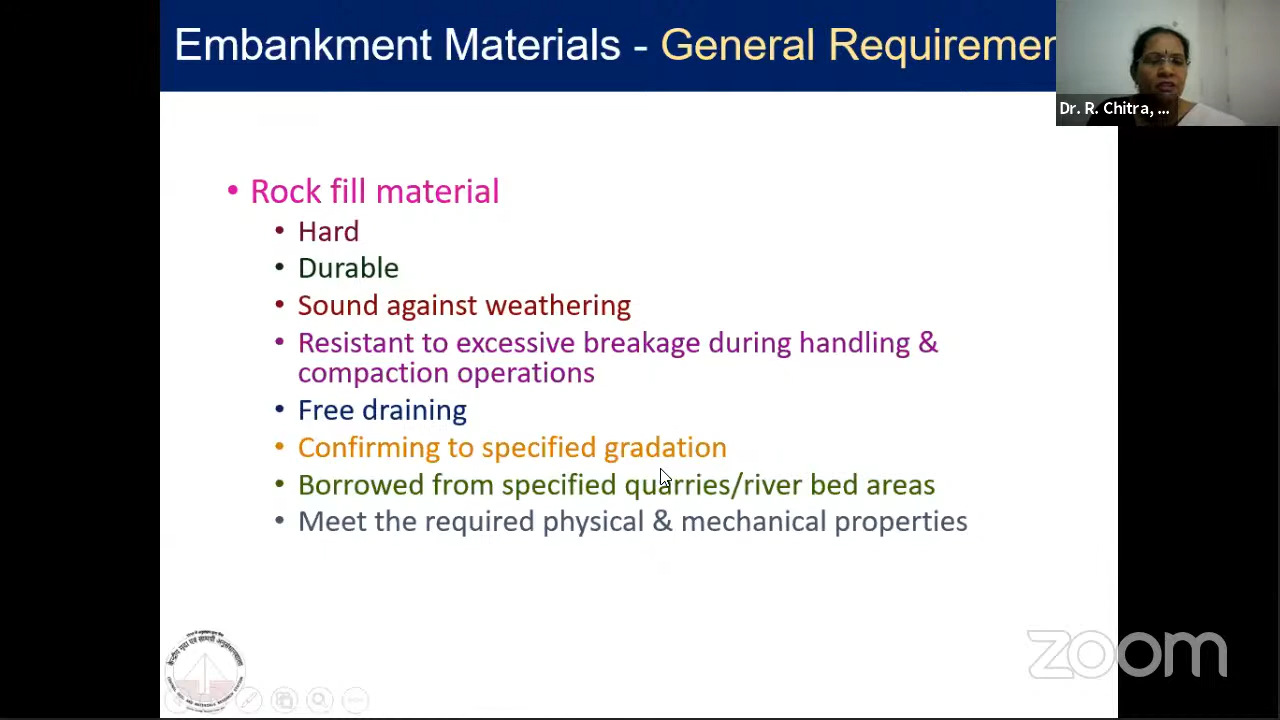 Embankment Materials - General Requiremen
Dr. R. Chitra, ...
• Rock fill material
• Hard
• Durable
• Sound against weathering
• Resistant to excessive breakage during handling &
compaction operations
• Free draining
• Confirming to specified gradation
• Borrowed from specified quarries/river bed areas
• Meet the required physical & mechanical properties
zoom